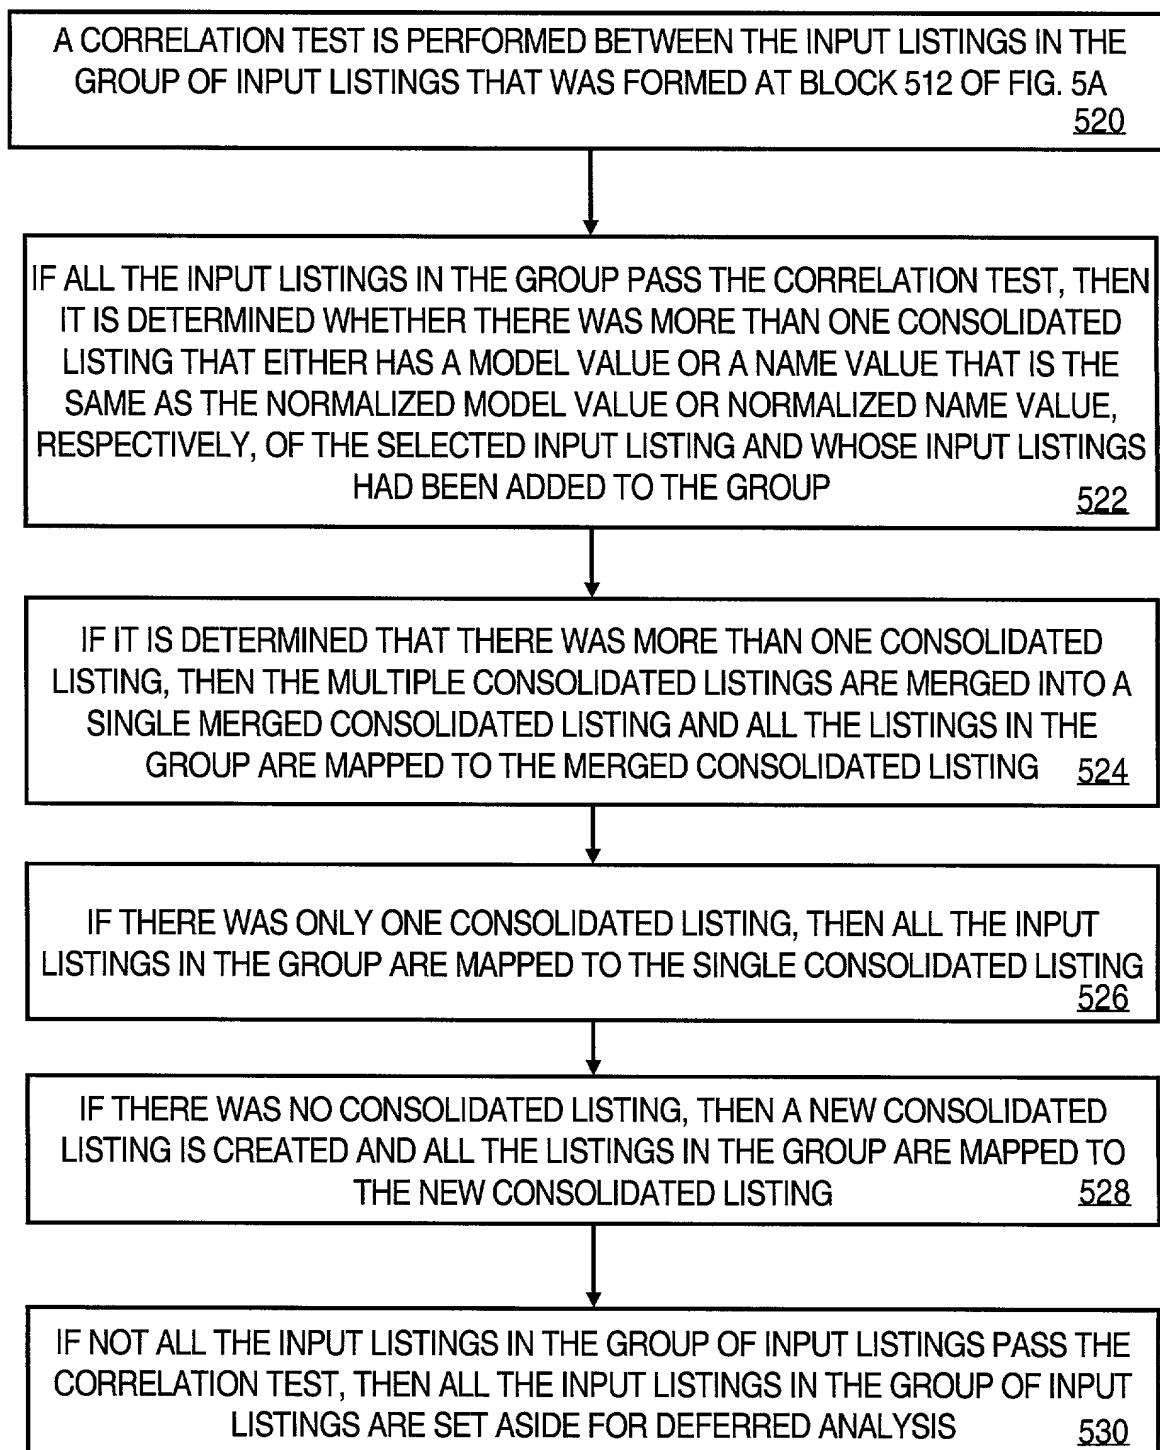 A CORRELATION TEST IS PERFORMED BETWEEN THE INPUT LISTINGS IN THE
GROUP OF INPUT LISTINGS THAT WAS FORMED AT BLOCK 512 OF FIG. 5A
520
IF ALL THE INPUT LISTINGS IN THE GROUP PASS THE CORRELATION TEST, THEN
IT IS DETERMINED WHETHER THERE WAS MORE THAN ONE CONSOLIDATED
LISTING THAT EITHER HAS A MODEL VALUE OR A NAME VALUE THAT IS THE
SAME AS THE NORMALIZED MODEL VALUE OR NORMALIZED NAME VALUE,
RESPECTIVELY, OF THE SELECTED INPUT LISTING AND WHOSE INPUT LISTINGS
HAD BEEN ADDED TO THE GROUP 522
IF IT IS DETERMINED THAT THERE WAS MORE THAN ONE CONSOLIDATED
LISTING, THEN THE MULTIPLE CONSOLIDATED LISTINGS ARE MERGED INTO A
SINGLE MERGED CONSOLIDATED LISTING AND ALL THE LISTINGS IN THE
GROUP ARE MAPPED TO THE MERGED CONSOLIDATED LISTING 524
IF THERE WAS ONLY ONE CONSOLIDATED LISTING, THEN ALL THE INPUT
LISTINGS IN THE GROUP ARE MAPPED TO THE SINGLE CONSOLIDATED LISTING
526
IF THERE WAS NO CONSOLIDATED LISTING, THEN A NEW CONSOLIDATED
LISTING IS CREATED AND ALL THE LISTINGS IN THE GROUP ARE MAPPED TO
THE NEW CONSOLIDATED LISTING 528
IF NOT ALL THE INPUT LISTINGS IN THE GROUP OF INPUT LISTINGS PASS THE
CORRELATION TEST, THEN ALL THE INPUT LISTINGS IN THE GROUP OF INPUT
LISTINGS ARE SET ASIDE FOR DEFERRED ANALYSIS 530